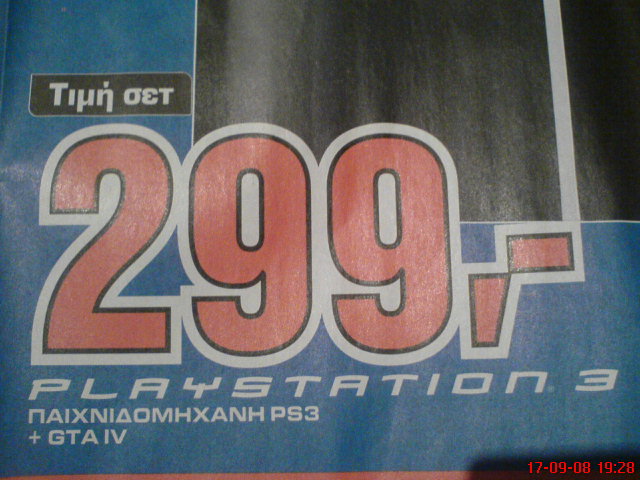 Τιμή σετ
299,-
PLAYSTATION® 3
ΠΑΙΧΝΙΔΟΜΗΧΑΝΗ PS3
+ GTA IV
17-09-08 19:28